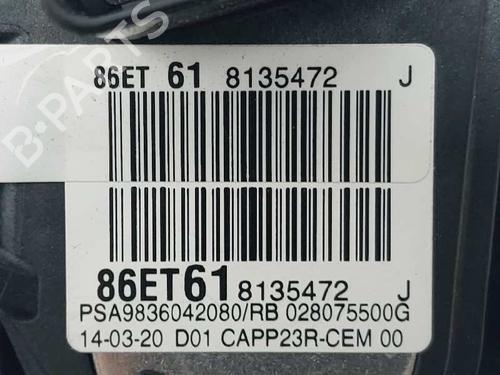 B-PARTS
86ET 61 8135472 J
86ET61 8135472 J
PSA9836042080/RB 028075500G
14-03-20 D01 CAPP23R-CEM 00